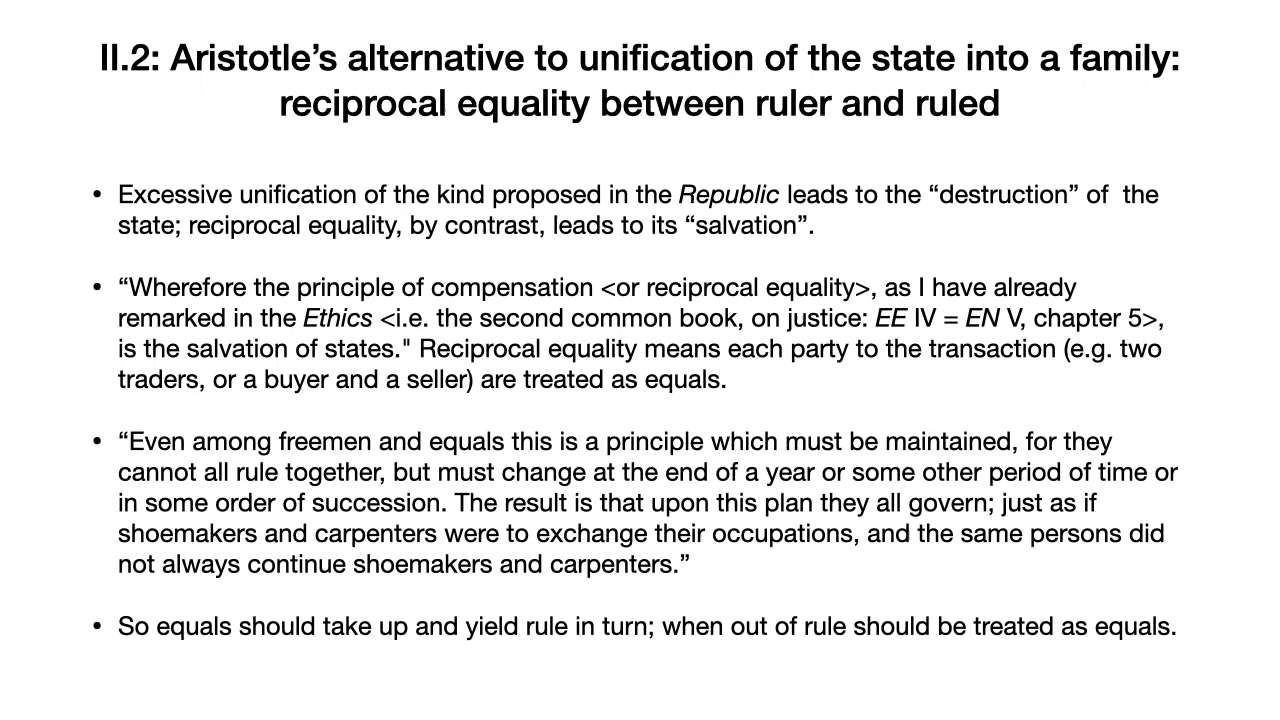 II.2: Aristotle’s alternative to unification of the state into a family:
reciprocal equality between ruler and ruled
• Excessive unification of the kind proposed in the Republic leads to the “destruction” of  the
state; reciprocal equality, by contrast, leads to its “salvation”.
• “Wherefore the principle of compensation <or reciprocal equality>, as I have already
remarked in the Ethics <i.e. the second common book, on justice: EE IV = EN V, chapter 5>,
is the salvation of states." Reciprocal equality means each party to the transaction (e.g. two
traders, or a buyer and a seller) are treated as equals.
• “Even among freemen and equals this is a principle which must be maintained, for they
cannot all rule together, but must change at the end of a year or some other period of time or
in some order of succession. The result is that upon this plan they all govern; just as if
shoemakers and carpenters were to exchange their occupations, and the same persons did
not always continue shoemakers and carpenters.”
• So equals should take up and yield rule in turn; when out of rule should be treated as equals.